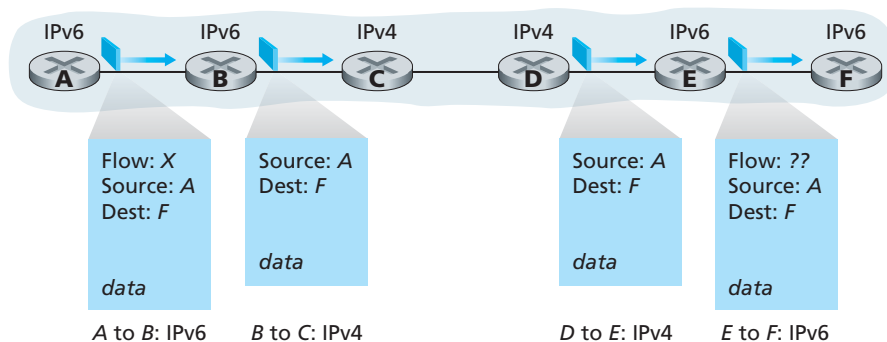 IPv6 IPv6 IPv4 IPv4 IPv6 IPv6
A B C D E F
Flow: X
Source: A
Dest: F
data
Source: A
Dest: F
data
Source: A
Dest: F
data
Flow: ??
Source: A
Dest: F
data
A to B: IPv6 B to C: IPv4 D to E: IPv4 E to F: IPv6